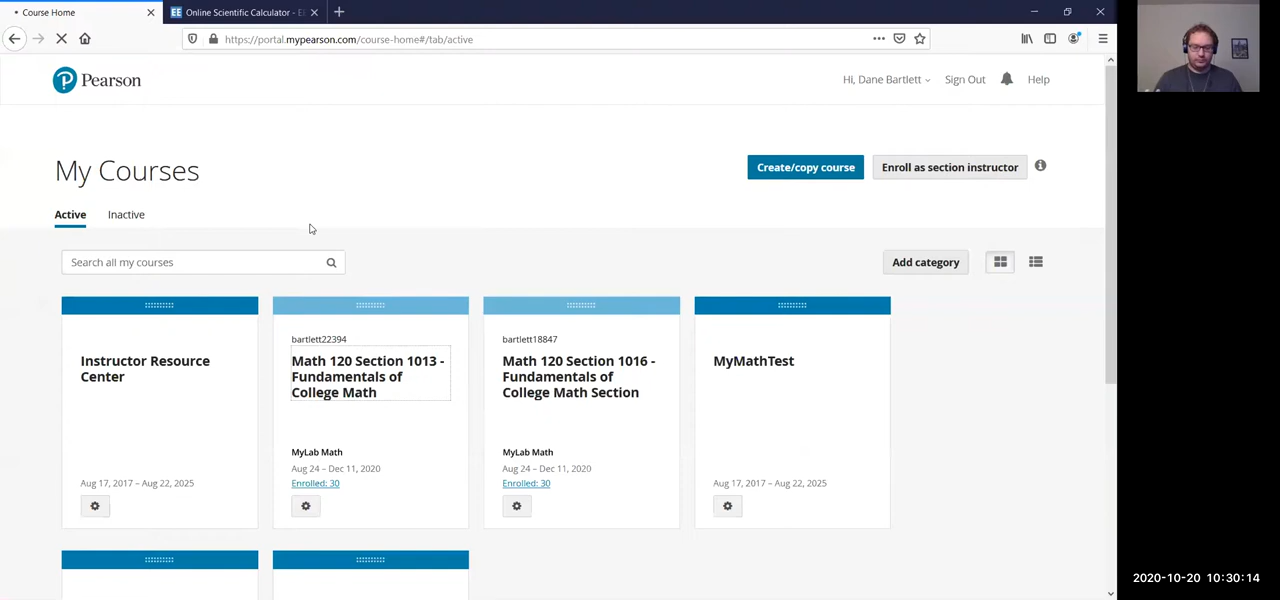 Course Home
EE Online Scientific Calculator - El
https://portal.mypearson.com/course-home#/tab/active
P Pearson
Hi, Dane Bartlett
Sign Out
Help
My Courses
Create/copy course
Enroll as section instructor
Active
Inactive
Search all my courses
Add category
Instructor Resource
Center
Aug 17, 2017 – Aug 22, 2025
bartlett22394
Math 120 Section 1013 -
Fundamentals of
College Math
MyLab Math
Aug 24 – Dec 11, 2020
Enrolled: 30
bartlett18847
Math 120 Section 1016 -
Fundamentals of
College Math Section
MyLab Math
Aug 24 – Dec 11, 2020
Enrolled: 30
MyMathTest
Aug 17, 2017 – Aug 22, 2025
2020-10-20 10:30:14